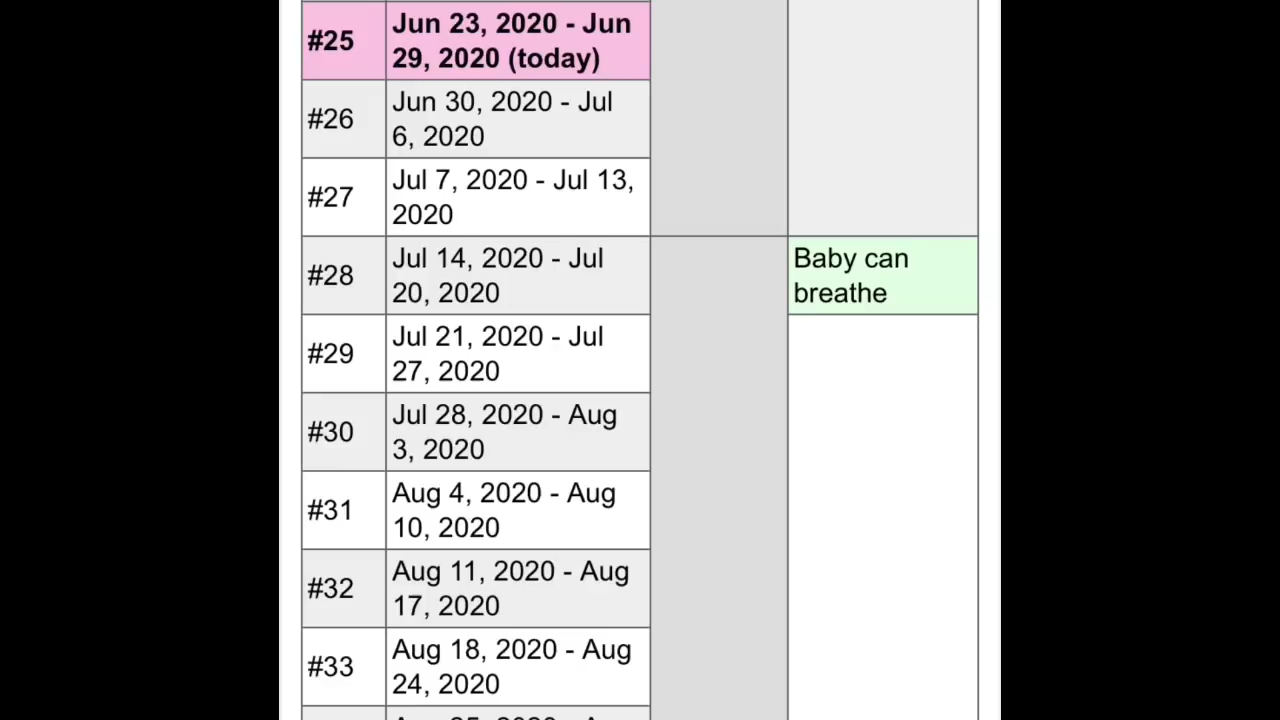 #25
Jun 23, 2020 - Jun
29, 2020 (today)
#26
Jun 30, 2020 - Jul
6, 2020
#27
Jul 7, 2020 - Jul 13,
2020
#28
Jul 14, 2020 - Jul
20, 2020
Baby can
breathe
#29
Jul 21, 2020 - Jul
27, 2020
#30
Jul 28, 2020 - Aug
3, 2020
#31
Aug 4, 2020 - Aug
10, 2020
#32
Aug 11, 2020 - Aug
17, 2020
#33
Aug 18, 2020 - Aug
24, 2020